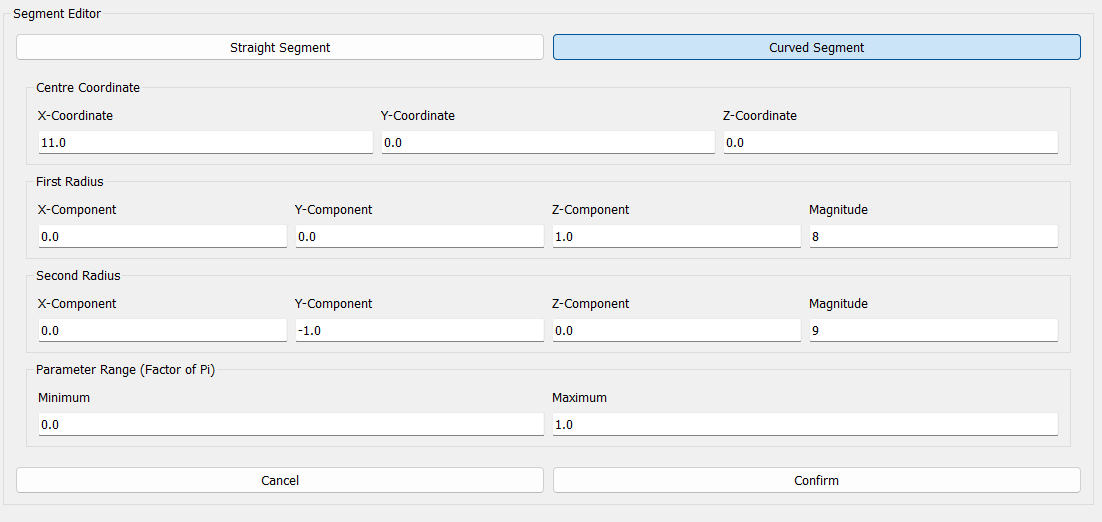 Segment Editor
Straight Segment Curved Segment
Centre Coordinate
X-Coordinate Y-Coordinate Z-Coordinate
11.0 0.0 0.0
First Radius
X-Component Y-Component Z-Component Magnitude
0.0 0.0 1.0 8
Second Radius
X-Component Y-Component Z-Component Magnitude
0.0 -1.0 0.0 9
Parameter Range (Factor of Pi)
Minimum Maximum
0.0 1.0
Cancel Confirm